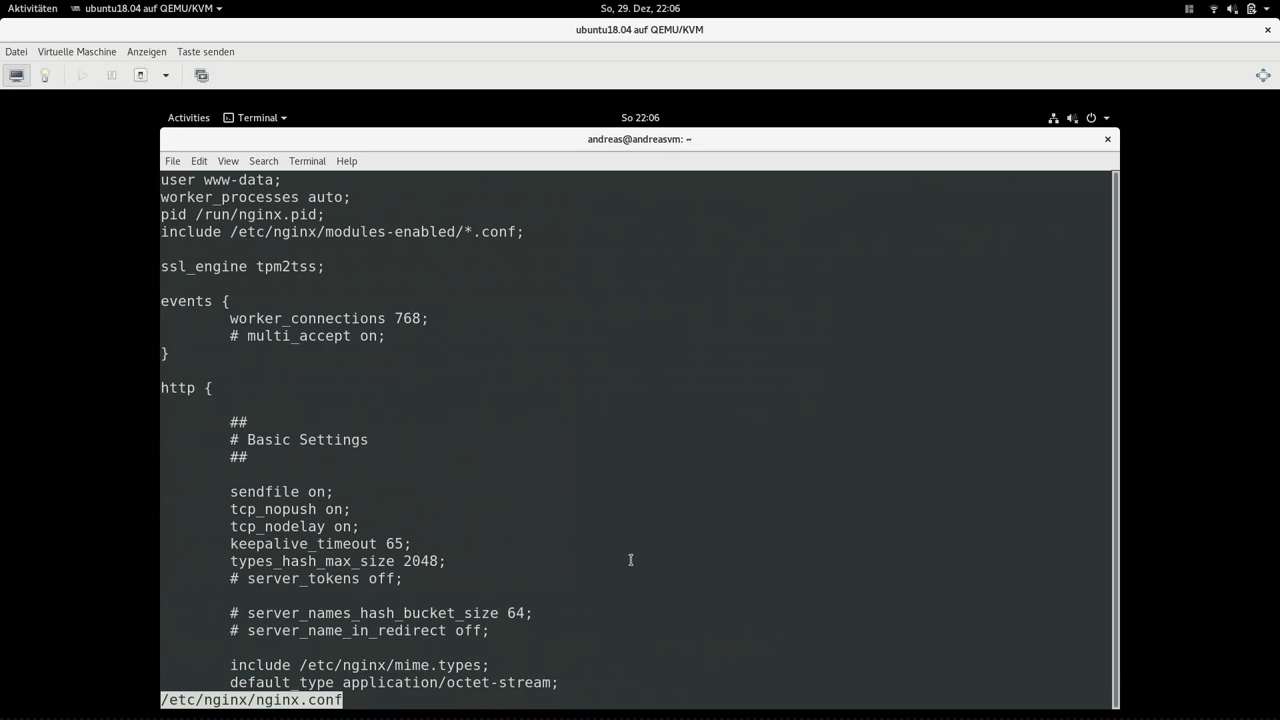 Aktivitäten
ubuntu18.04 auf QEMU/KVM
So, 29. Dez, 22:06
ubuntu18.04 auf QEMU/KVM
Datei Virtuelle Maschine Anzeigen Taste senden
Activities
Terminal
So 22:06
andreas@andreasvm: ~
File Edit View Search Terminal Help
user www-data;
worker_processes auto;
pid /run/nginx.pid;
include /etc/nginx/modules-enabled/*.conf;
ssl_engine tpm2tss;
events {
worker_connections 768;
# multi_accept on;
}
http {
##
# Basic Settings
##
sendfile on;
tcp_nopush on;
tcp_nodelay on;
keepalive_timeout 65;
types_hash_max_size 2048;
# server_tokens off;
# server_names_hash_bucket_size 64;
# server_name_in_redirect off;
include /etc/nginx/mime.types;
default_type application/octet-stream;
/etc/nginx/nginx.conf